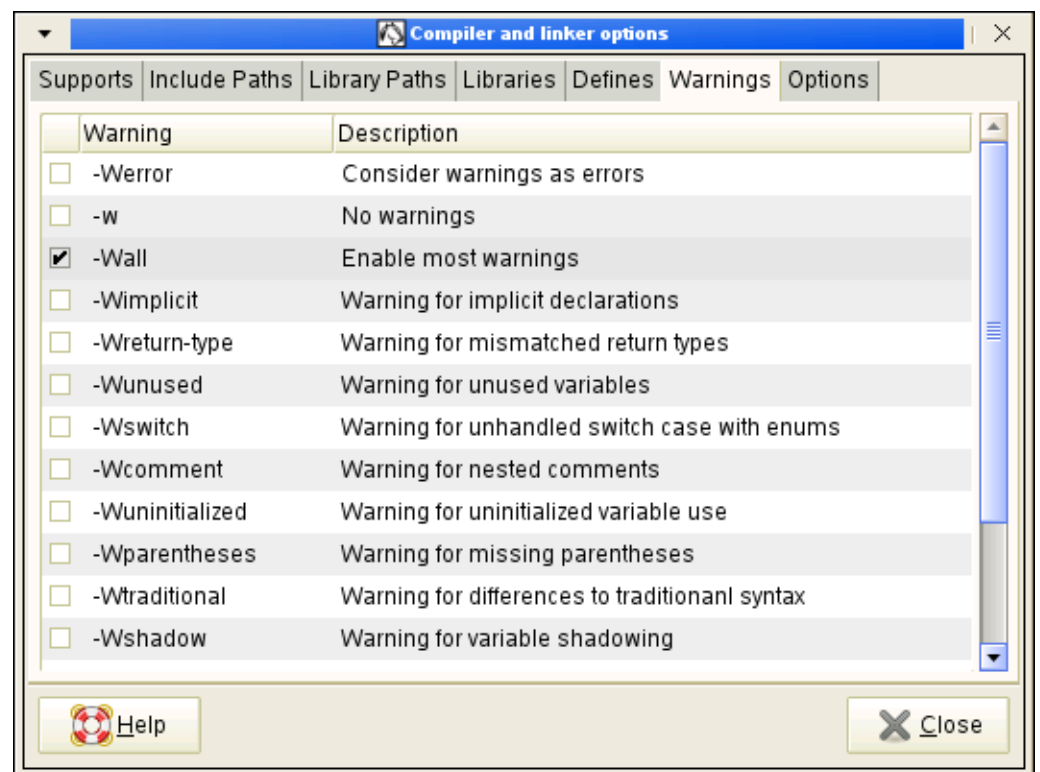 Compiler and linker options
Supports Include Paths Library Paths Libraries Defines Warnings Options
Warning Description
-Werror Consider warnings as errors
-w No warnings
-Wall Enable most warnings
-Wimplicit Warning for implicit declarations
-Wreturn-type Warning for mismatched return types
-Wunused Warning for unused variables
-Wswitch Warning for unhandled switch case with enums
-Wcomment Warning for nested comments
-Wuninitialized Warning for uninitialized variable use
-Wparentheses Warning for missing parentheses
-Wtraditional Warning for differences to traditionanl syntax
-Wshadow Warning for variable shadowing
Help Close